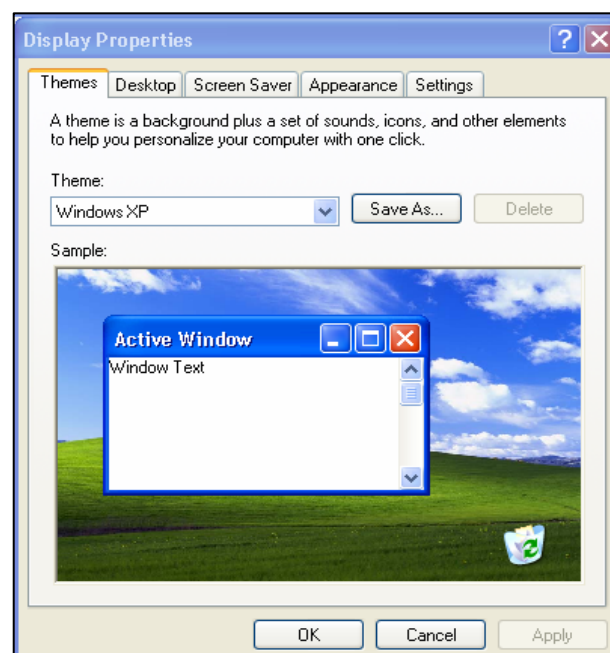 Display Properties
Themes Desktop Screen Saver Appearance Settings
A theme is a background plus a set of sounds, icons, and other elements
to help you personalize your computer with one click.
Theme:
Windows XP Save As... Delete
Sample:
Active Window
Window Text
OK Cancel Apply